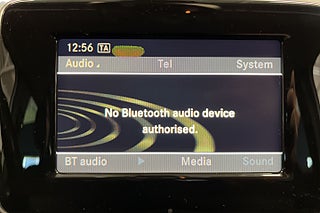 12:56 TA
Audio Tel System
No Bluetooth audio device
authorised.
BT audio Media Sound